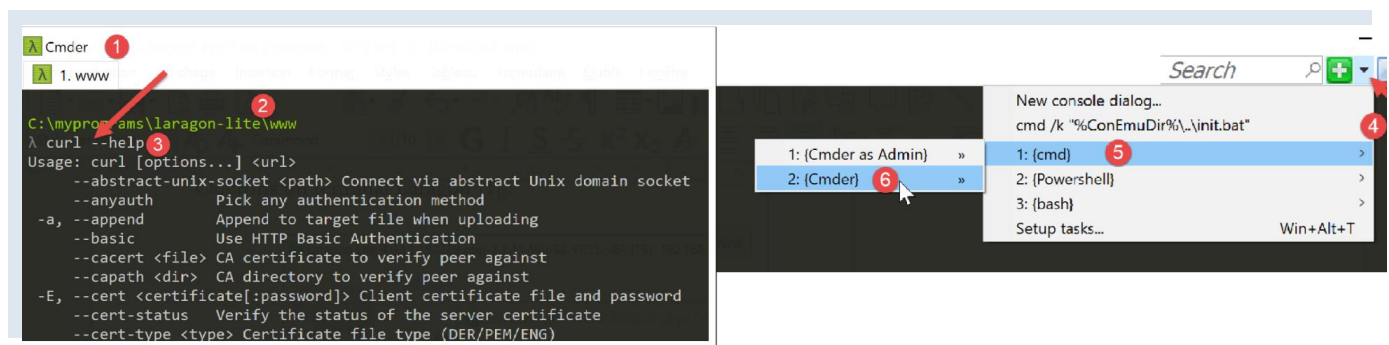 Cmder 1
1. www
2
C:\myprograms\laragon-lite\www
λ curl --help 3
Usage: curl [options...] <url>
--abstract-unix-socket <path> Connect via abstract Unix domain socket
--anyauth Pick any authentication method
-a, --append Append to target file when uploading
--basic Use HTTP Basic Authentication
--cacert <file> CA certificate to verify peer against
--capath <dir> CA directory to verify peer against
-E, --cert <certificate[:password]> Client certificate file and password
--cert-status Verify the status of the server certificate
--cert-type <type> Certificate file type (DER/PEM/ENG)
Search
New console dialog...
cmd /k "%ConEmuDir%\..\init.bat" 4
1: {cmd} 5
2: {Powershell}
3: {bash}
Setup tasks... Win+Alt+T
1: {Cmder as Admin} »
2: {Cmder} 6 »